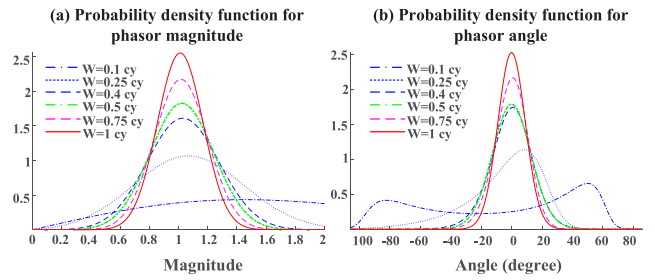 (a) Probability density function for
phasor magnitude
2.5
2
1.5
1
0.5
W=0.1 cy
W=0.25 cy
W=0.4 cy
W=0.5 cy
W=0.75 cy
W=1 cy
0 0.2 0.4 0.6 0.8 1 1.2 1.4 1.6 1.8 2
Magnitude
(b) Probability density function for
phasor angle
2.5
2
1.5
1
0.5
W=0.1 cy
W=0.25 cy
W=0.4 cy
W=0.5 cy
W=0.75 cy
W=1 cy
100 -80 -60 -40 -20 0 20 40 60 80
Angle (degree)